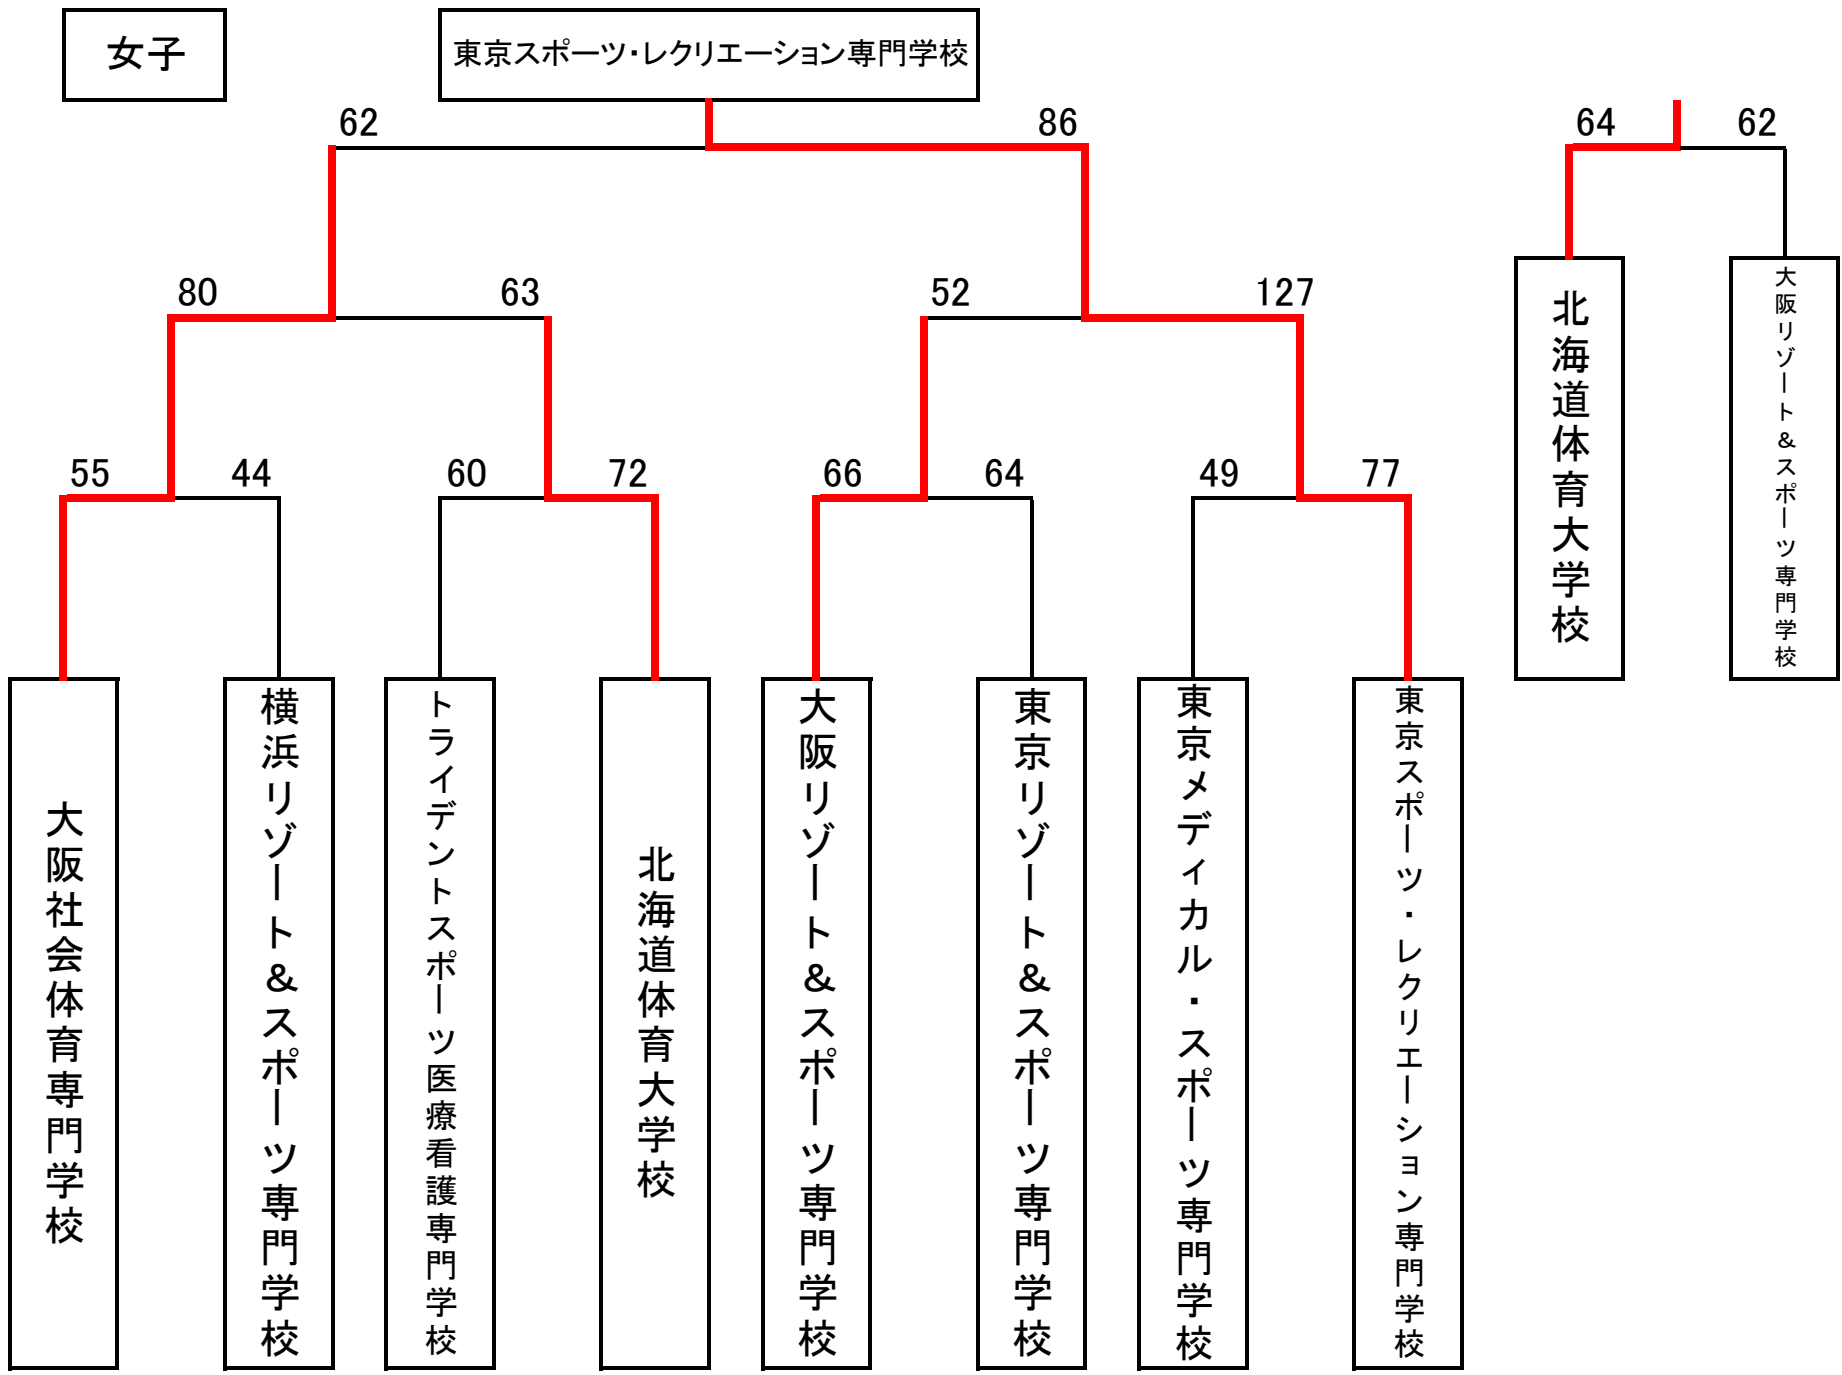 女子
東京スポーツ・レクリエーション専門学校
62
86
64
62
80
63
52
127
北海道体育大学校
大阪リゾート＆スポーツ専門学校
55
44
60
72
66
64
49
77
大阪社会体育専門学校
横浜リゾート＆スポーツ専門学校
トライデントスポーツ医療看護専門学校
北海道体育大学校
大阪リゾート＆スポーツ専門学校
東京リゾート＆スポーツ専門学校
東京メディカル・スポーツ専門学校
東京スポーツ・レクリエーション専門学校